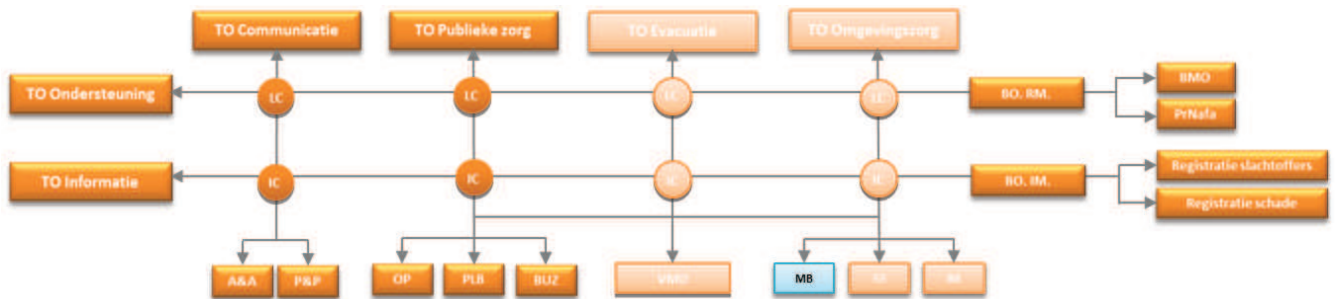 TO Communicatie
TO Publieke zorg
TO Evacuatie
TO Omgevingszorg
TO Ondersteuning
LC
LC
LC
LC
BO. RM.
BMO
PrNafa
TO Informatie
IC
IC
IC
IC
BO. IM.
Registratie slachtoffers
Registratie schade
A&A
P&P
OP
PLB
BUZ
MB